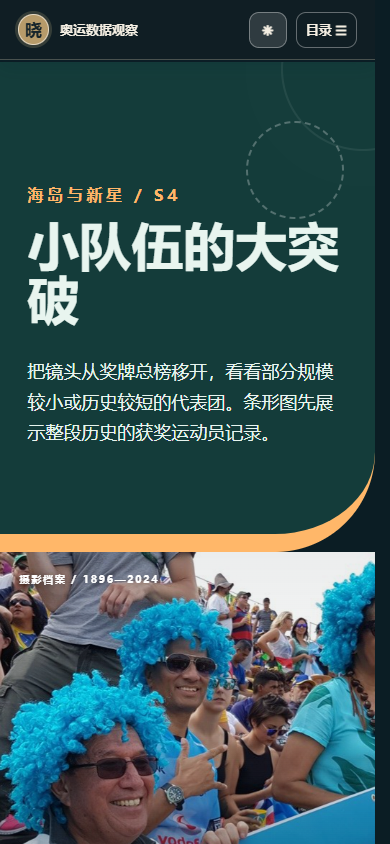 晓 奥运数据观察
目录
海岛与新星 / S4
小队伍的大突
破
把镜头从奖牌总榜移开，看看部分规模
较小或历史较短的代表团。条形图先展
示整段历史的获奖运动员记录。
摄影档案 / 1896—2024